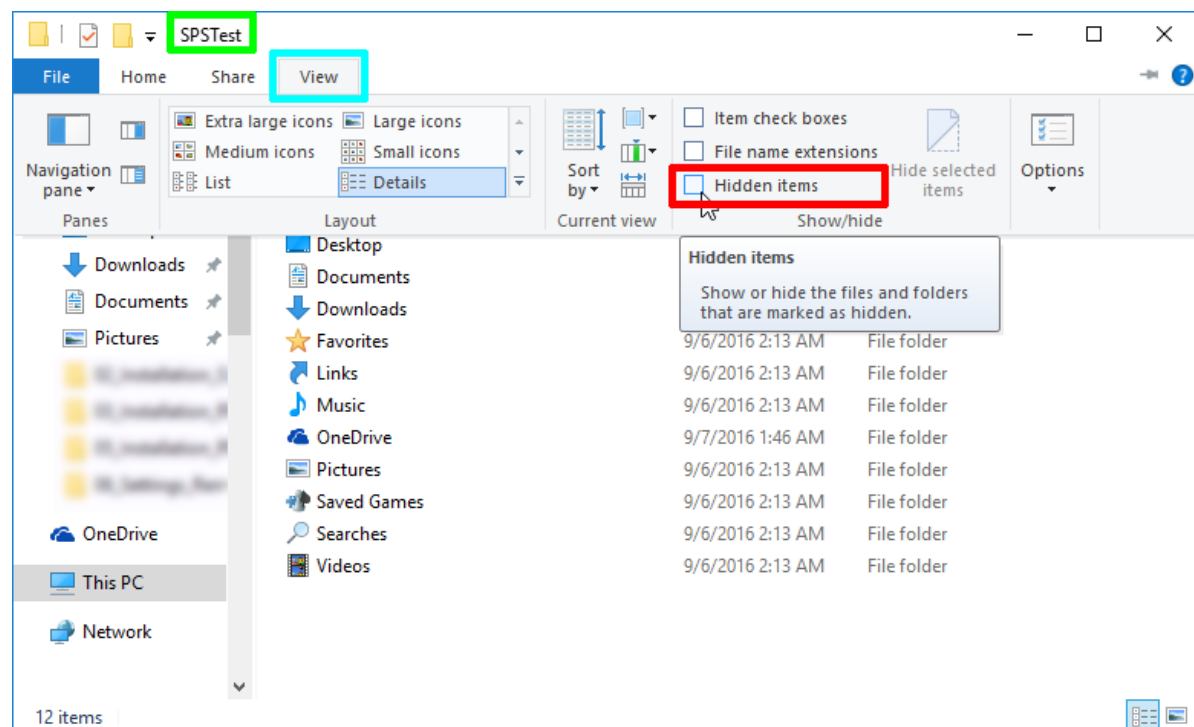 SPSTest
File Home Share View
Extra large icons Large icons
Medium icons Small icons
List Details
Navigation
pane
Sort
by
Item check boxes
File name extensions
Hidden items
Hide selected
items
Options
Panes Layout Current view Show/hide
Hidden items
Show or hide the files and folders
that are marked as hidden.
Downloads
Documents
Pictures
OneDrive
This PC
Network
Desktop
Documents
Downloads
Favorites 9/6/2016 2:13 AM File folder
Links 9/6/2016 2:13 AM File folder
Music 9/6/2016 2:13 AM File folder
OneDrive 9/7/2016 1:46 AM File folder
Pictures 9/6/2016 2:13 AM File folder
Saved Games 9/6/2016 2:13 AM File folder
Searches 9/6/2016 2:13 AM File folder
Videos 9/6/2016 2:13 AM File folder
12 items